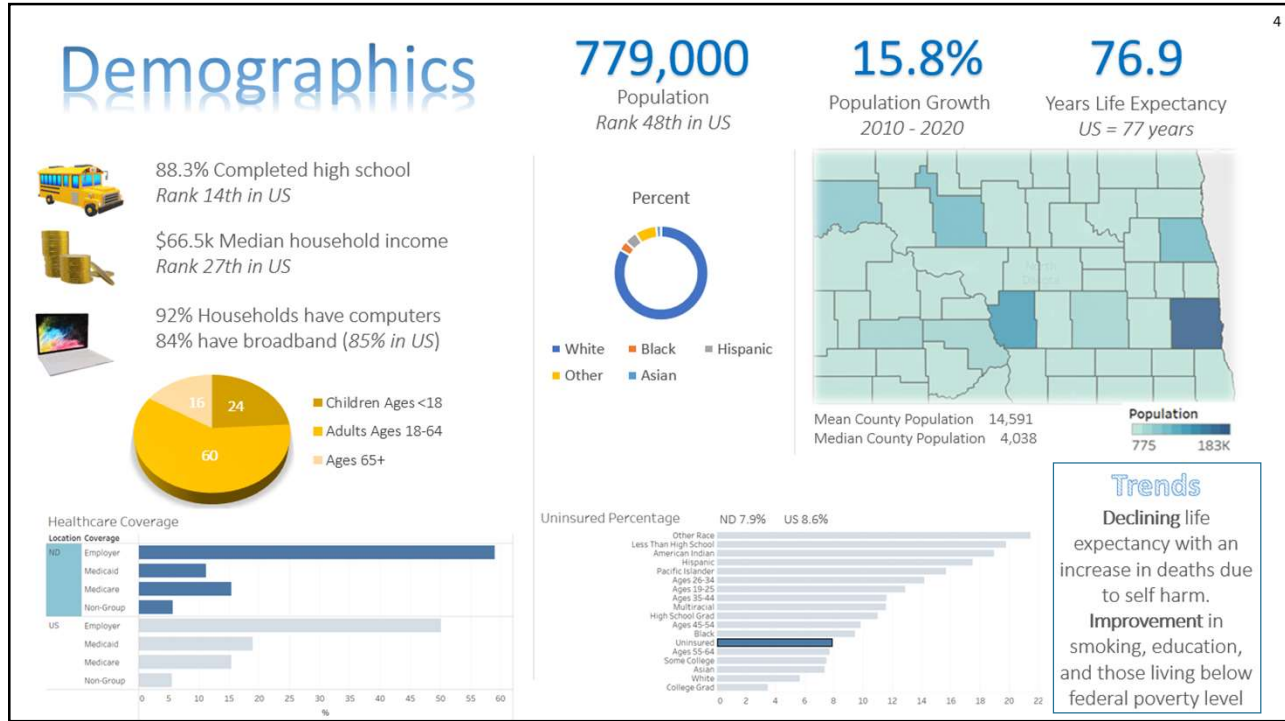 4
Demographics
779,000
Population
Rank 48th in US
15.8%
Population Growth
2010 - 2020
76.9
Years Life Expectancy
US = 77 years
88.3% Completed high school
Rank 14th in US
$66.5k Median household income
Rank 27th in US
92% Households have computers
84% have broadband (85% in US)
16
24
60
Children Ages <18
Adults Ages 18-64
Ages 65+
Percent
White
Black
Hispanic
Other
Asian
North
Dakota
Mean County Population 14,591
Median County Population 4,038
Population
775 183K
Healthcare Coverage
Location Coverage
ND
Employer
Medicaid
Medicare
Non-Group
US
Employer
Medicaid
Medicare
Non-Group
0 5 10 15 20 25 30 35 40 45 50 55 60
%
Uninsured Percentage ND 7.9% US 8.6%
Other Race
Less Than High School
American Indian
Hispanic
Pacific Islander
Ages 26-34
Ages 19-25
Ages 35-44
Multiracial
High School Grad
Ages 45-54
Black
Uninsured
Ages 55-64
Some College
Asian
White
College Grad
0 2 4 6 8 10 12 14 16 18 20 22
Trends
Declining life
expectancy with an
increase in deaths due
to self harm.
Improvement in
smoking, education,
and those living below
federal poverty level